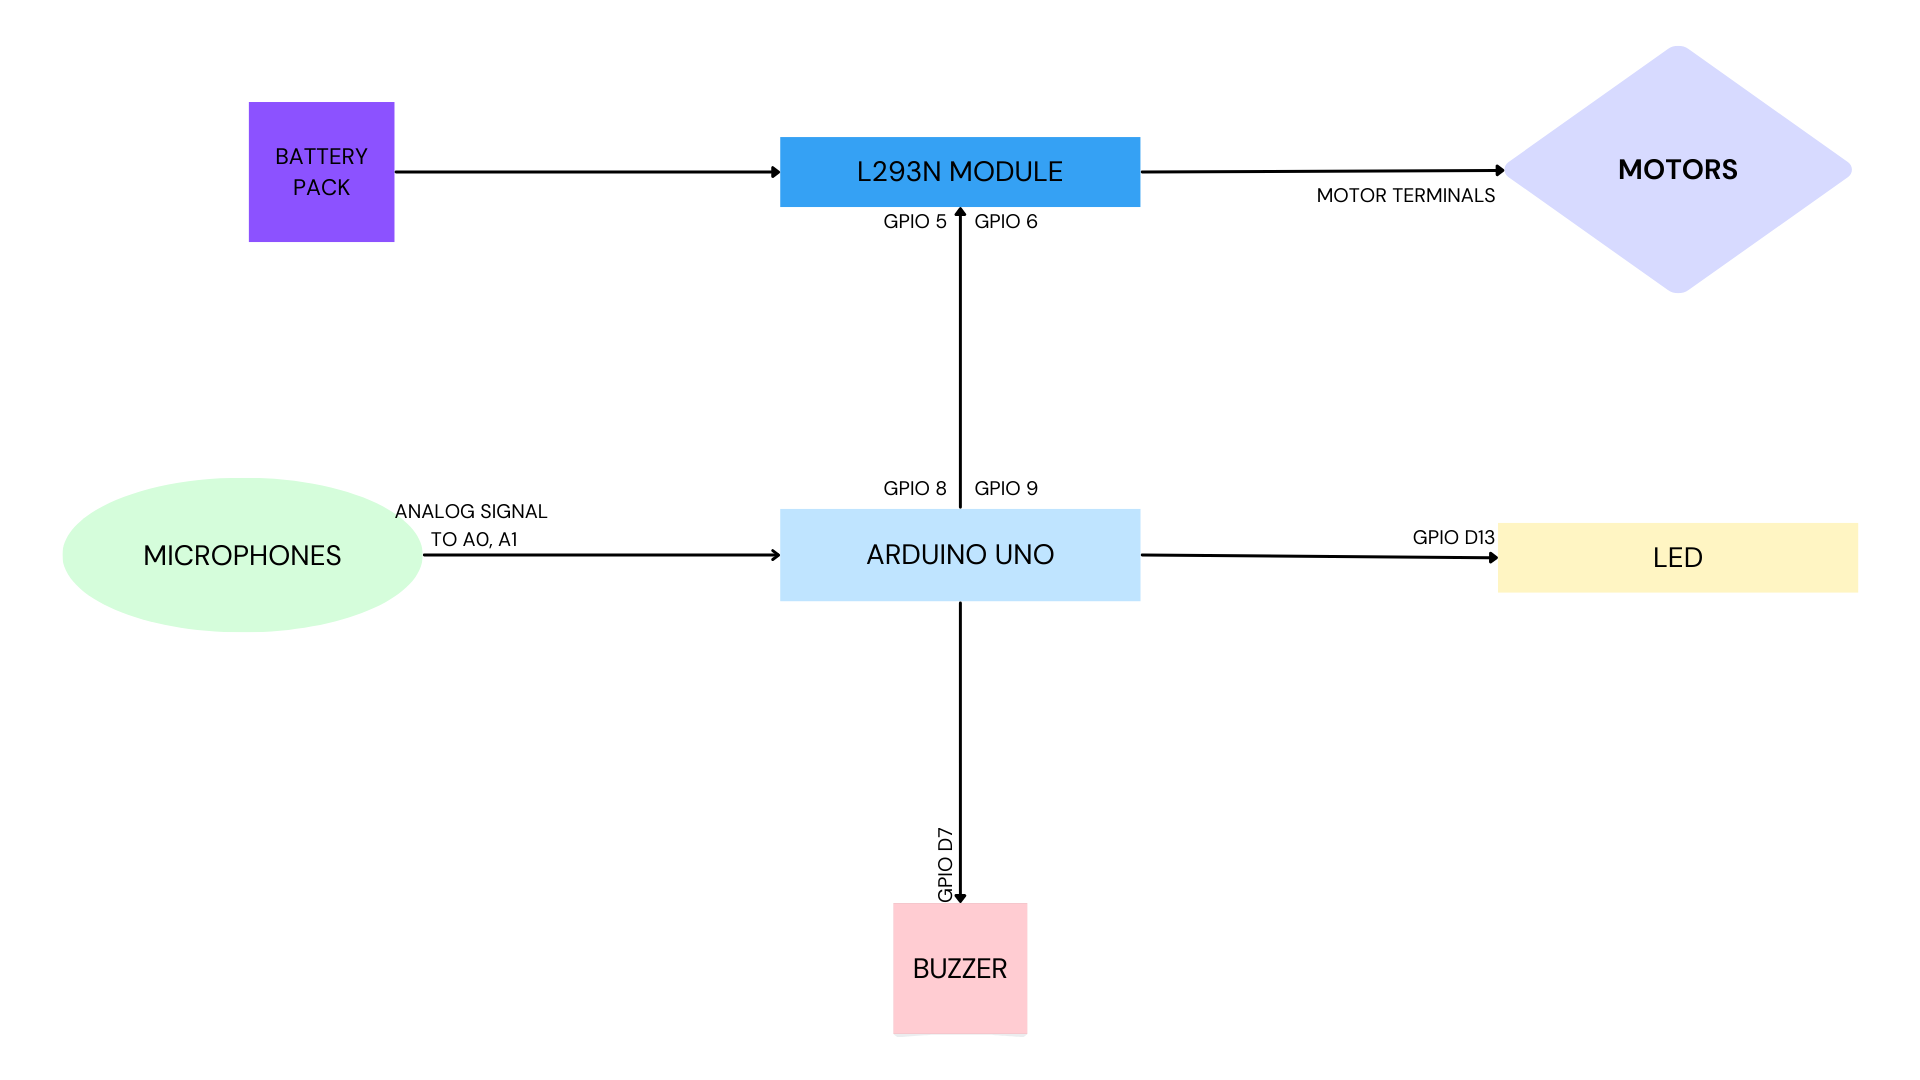 BATTERY
PACK
L293N MODULE
MOTORS
MOTOR TERMINALS
GPIO 5
GPIO 6
GPIO 8
GPIO 9
ANALOG SIGNAL
TO A0, A1
MICROPHONES
ARDUINO UNO
GPIO D13
LED
GPIO D7
BUZZER